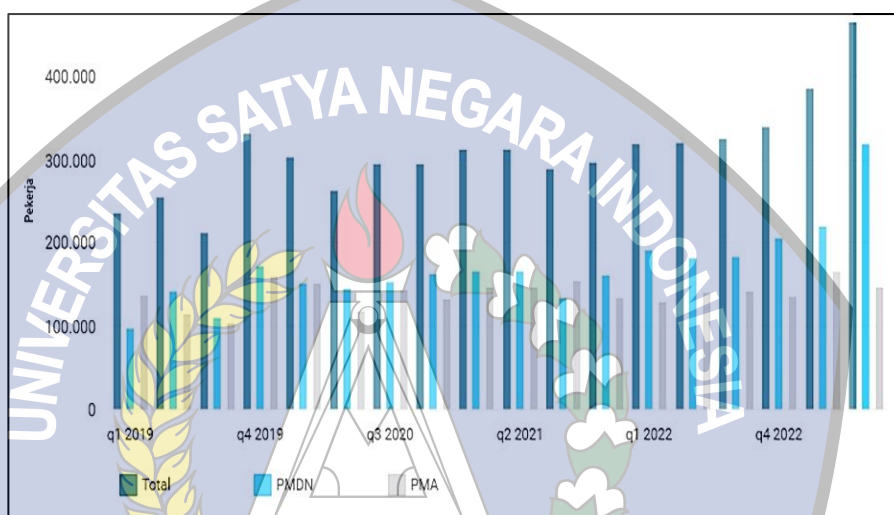 UNIVERSITAS SATYA NEGARA INDONESIA
400.000
300.000
200.000
100.000
0
Pekerja
q1 2019
q4 2019
q3 2020
q2 2021
q1 2022
q4 2022
Total
PMDN
PMA